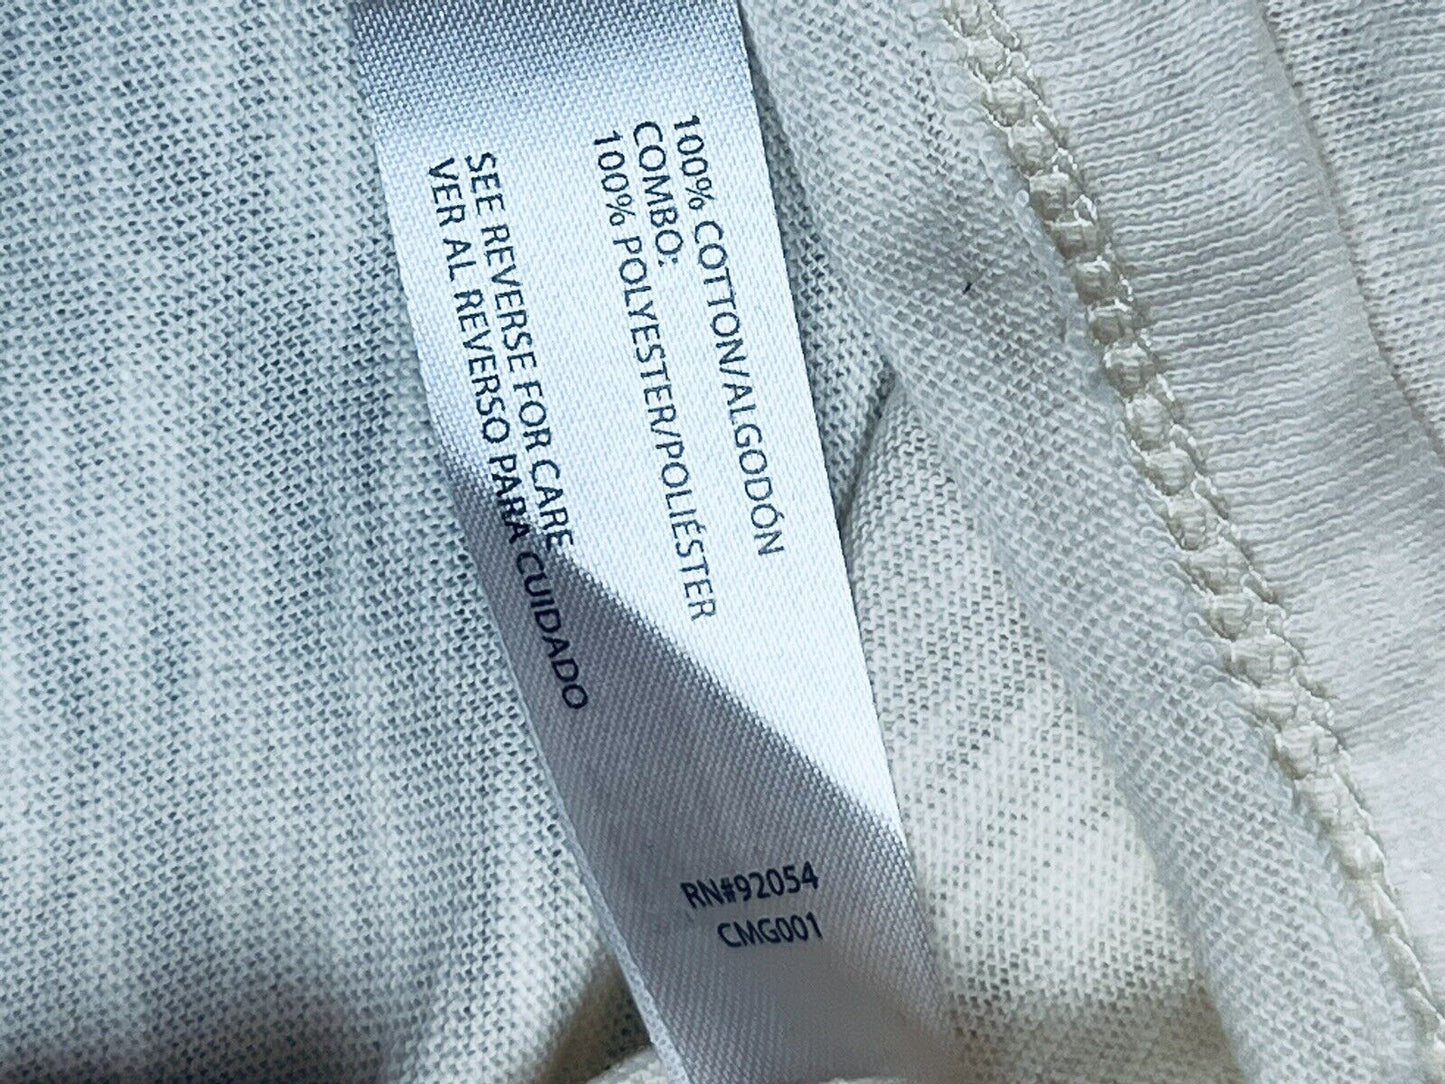 100% COTTON/ALGODÓN
COMBO:
100% POLYESTER/POLIÉSTER
SEE REVERSE FOR CARE
VER AL REVERSO PARA CUIDADO
RN#92054
CMG001